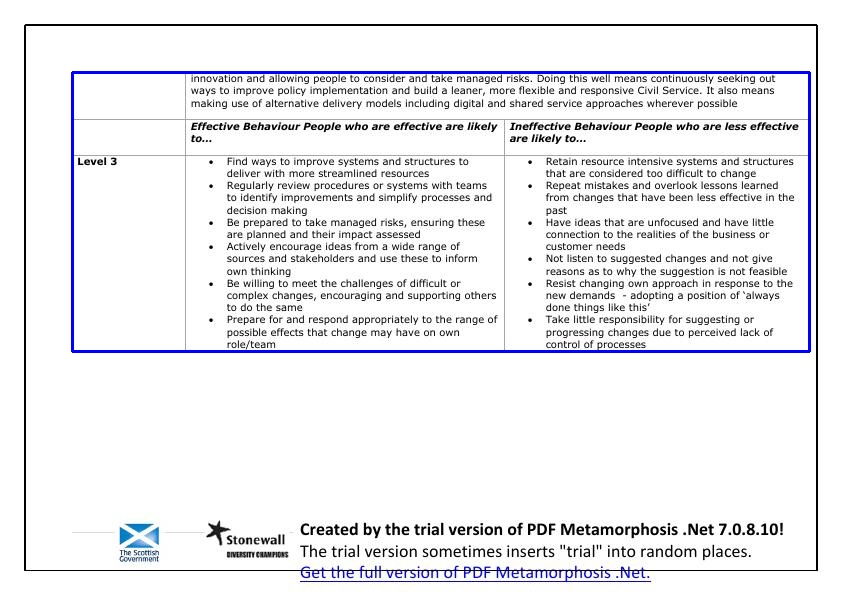 innovation and allowing people to consider and take managed risks. Doing this well means continuously seeking out
ways to improve policy implementation and build a leaner, more flexible and responsive Civil Service. It also means
making use of alternative delivery models including digital and shared service approaches wherever possible
Effective Behaviour People who are effective are likely
to…
Ineffective Behaviour People who are less effective
are likely to…
Level 3
• Find ways to improve systems and structures to
deliver with more streamlined resources
• Regularly review procedures or systems with teams
to identify improvements and simplify processes and
decision making
• Be prepared to take managed risks, ensuring these
are planned and their impact assessed
• Actively encourage ideas from a wide range of
sources and stakeholders and use these to inform
own thinking
• Be willing to meet the challenges of difficult or
complex changes, encouraging and supporting others
to do the same
• Prepare for and respond appropriately to the range of
possible effects that change may have on own
role/team
• Retain resource intensive systems and structures
that are considered too difficult to change
• Repeat mistakes and overlook lessons learned
from changes that have been less effective in the
past
• Have ideas that are unfocused and have little
connection to the realities of the business or
customer needs
• Not listen to suggested changes and not give
reasons as to why the suggestion is not feasible
• Resist changing own approach in response to the
new demands  - adopting a position of ‘always
done things like this’
• Take little responsibility for suggesting or
progressing changes due to perceived lack of
control of processes
The Scottish
Government
Stonewall
DIVERSITY CHAMPIONS
Created by the trial version of PDF Metamorphosis .Net 7.0.8.10!
The trial version sometimes inserts "trial" into random places.
Get the full version of PDF Metamorphosis .Net.